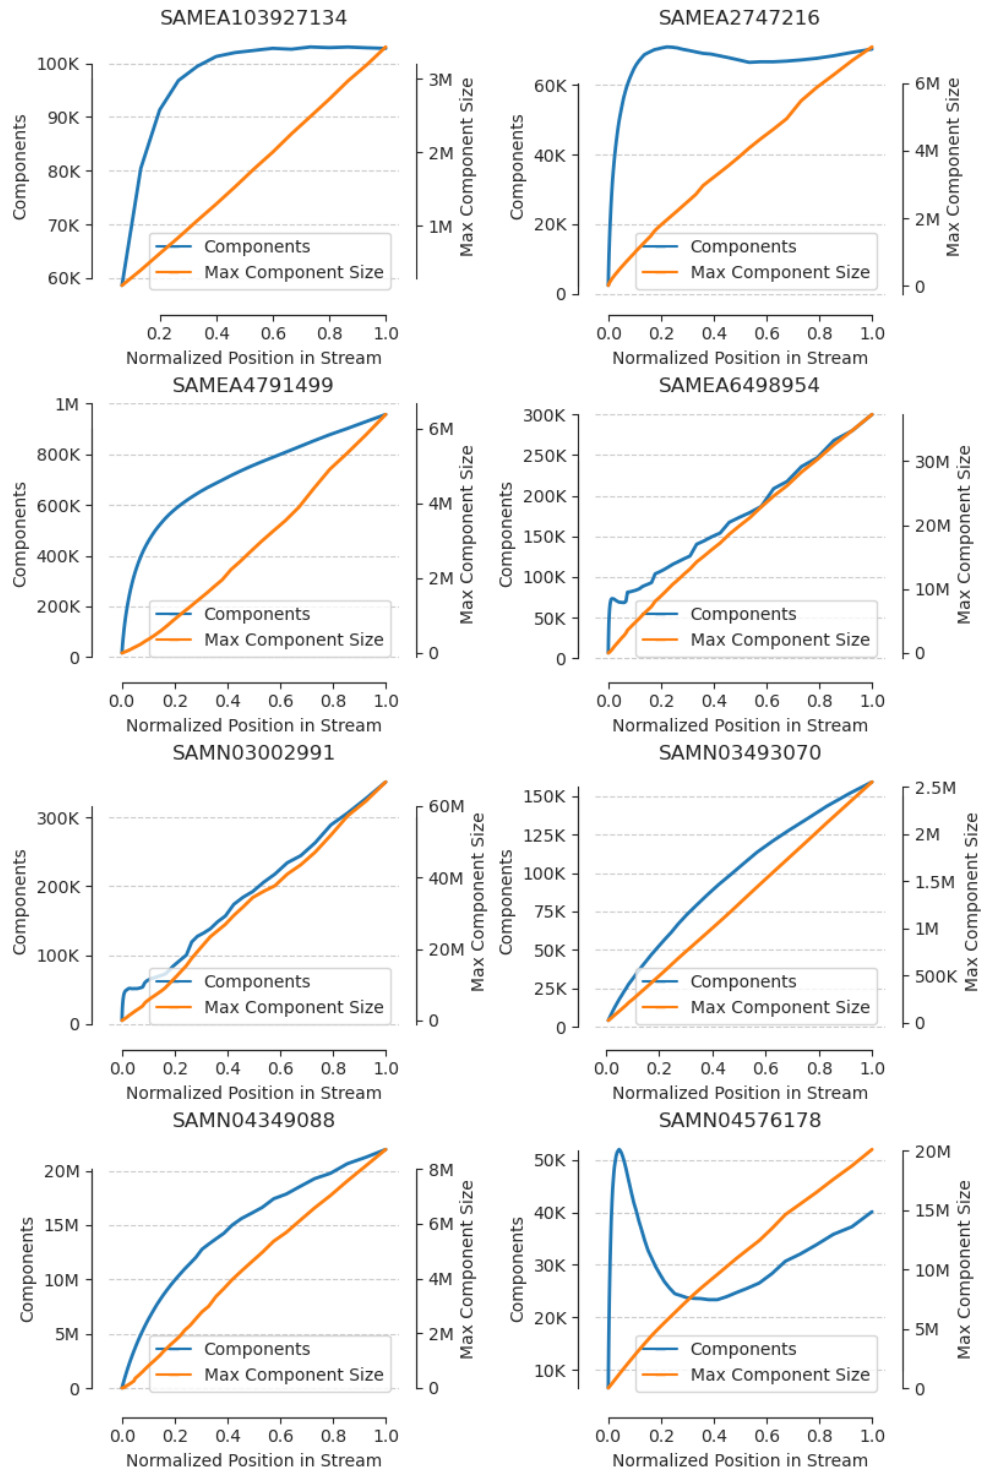 SAMEA103927134
100K
90K
80K
70K
60K
Components
3M
2M
1M
Max Component Size
Components
Max Component Size
0.2 0.4 0.6 0.8 1.0
Normalized Position in Stream
SAMEA2747216
60K
40K
20K
0
Components
6M
4M
2M
0
Max Component Size
Components
Max Component Size
0.0 0.2 0.4 0.6 0.8 1.0
Normalized Position in Stream
SAMEA4791499
1M
800K
600K
400K
200K
0
Components
6M
4M
2M
0
Max Component Size
Components
Max Component Size
0.0 0.2 0.4 0.6 0.8 1.0
Normalized Position in Stream
SAMEA6498954
300K
250K
200K
150K
100K
50K
0
Components
30M
20M
10M
0
Max Component Size
Components
Max Component Size
0.0 0.2 0.4 0.6 0.8 1.0
Normalized Position in Stream
SAMN03002991
300K
200K
100K
0
Components
60M
40M
20M
0
Max Component Size
Components
Max Component Size
0.0 0.2 0.4 0.6 0.8 1.0
Normalized Position in Stream
SAMN03493070
150K
125K
100K
75K
50K
25K
0
Components
2.5M
2M
1.5M
1M
500K
0
Max Component Size
Components
Max Component Size
0.0 0.2 0.4 0.6 0.8 1.0
Normalized Position in Stream
SAMN04349088
20M
15M
10M
5M
0
Components
8M
6M
4M
2M
0
Max Component Size
Components
Max Component Size
0.0 0.2 0.4 0.6 0.8 1.0
Normalized Position in Stream
SAMN04576178
50K
40K
30K
20K
10K
Components
20M
15M
10M
5M
0
Max Component Size
Components
Max Component Size
0.0 0.2 0.4 0.6 0.8 1.0
Normalized Position in Stream